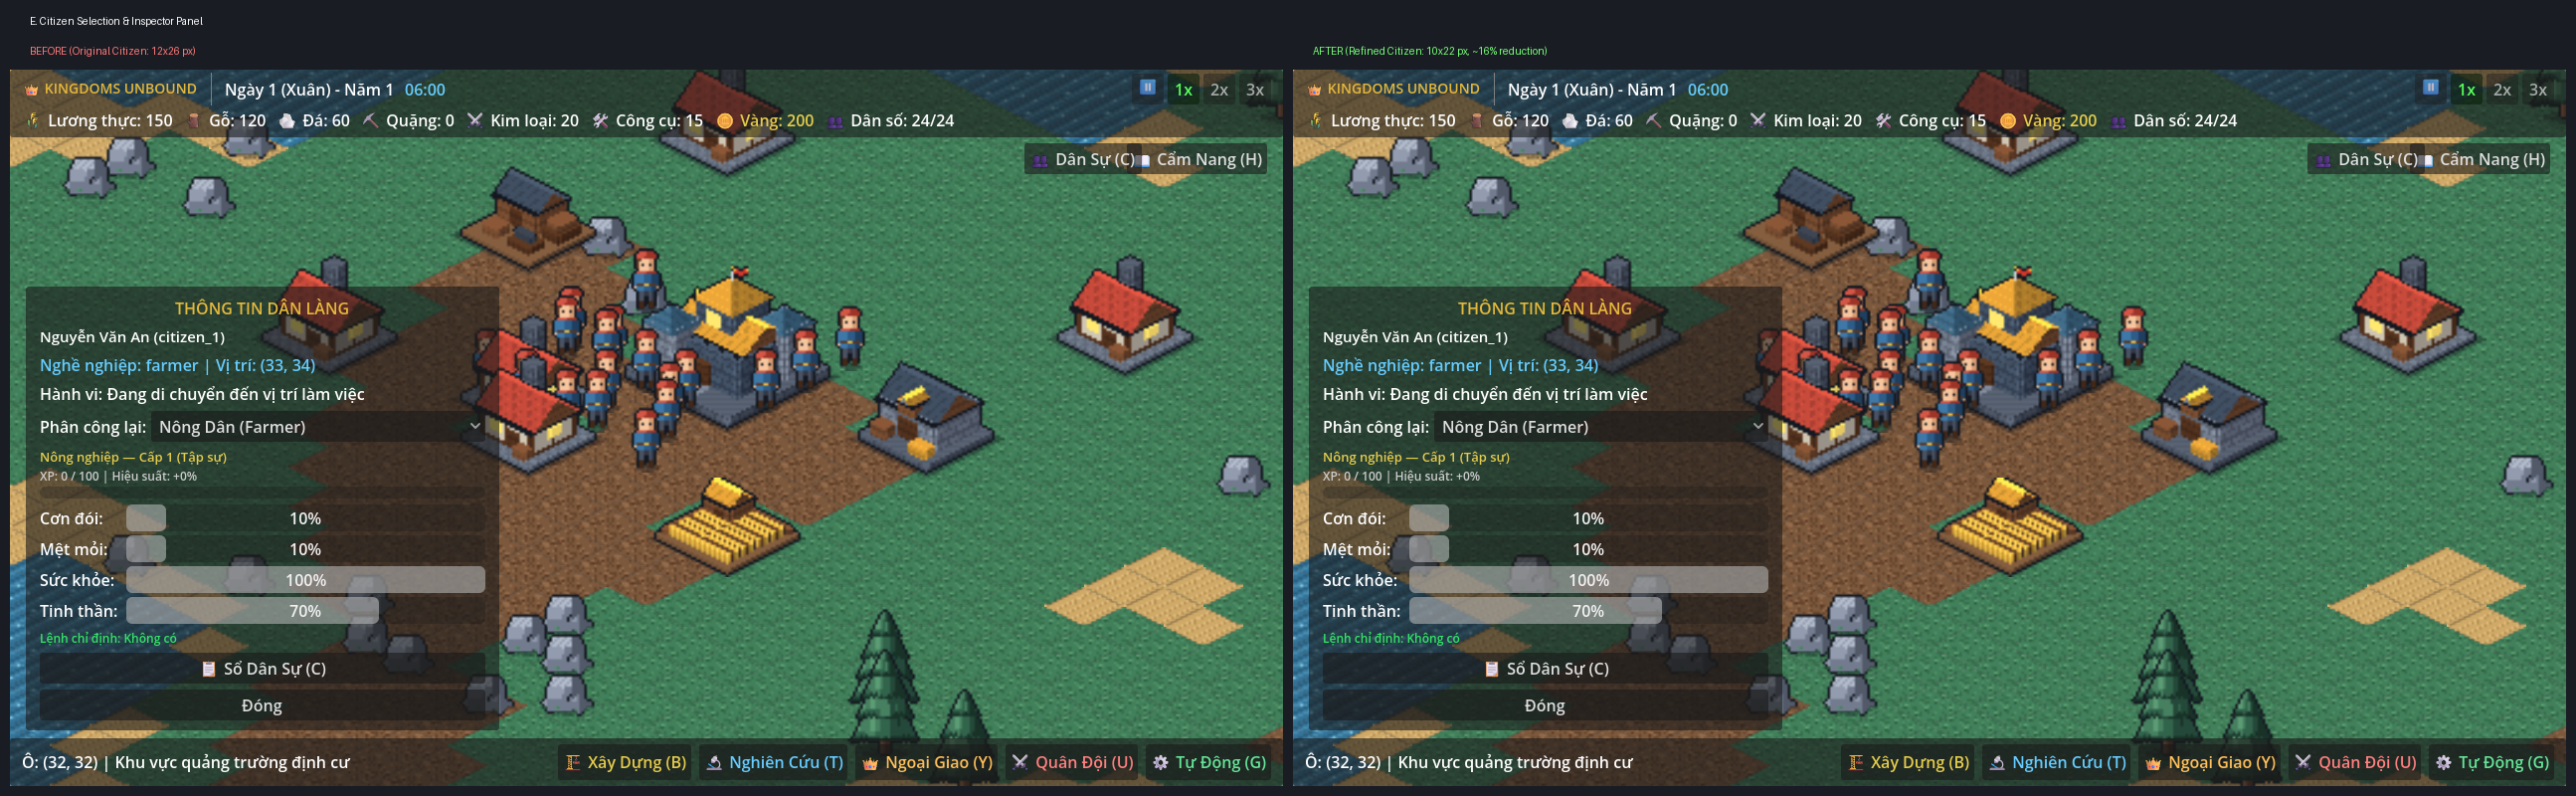 E. Citizen Selection & Inspector Panel
BEFORE (Original Citizen: 12x26 px)
KINGDOMS UNBOUND Ngày 1 (Xuân) - Năm 1 06:00 1x 2x 3x
Lương thực: 150 Gỗ: 120 Đá: 60 Quặng: 0 Kim loại: 20 Công cụ: 15 Vàng: 200 Dân số: 24/24
Dân Sự (C) Cẩm Nang (H)
THÔNG TIN DÂN LÀNG
Nguyễn Văn An (citizen_1)
Nghề nghiệp: farmer | Vị trí: (33, 34)
Hành vi: Đang di chuyển đến vị trí làm việc
Phân công lại: Nông Dân (Farmer)
Nông nghiệp — Cấp 1 (Tập sự)
XP: 0 / 100 | Hiệu suất: +0%
Cơn đói: 10%
Mệt mỏi: 10%
Sức khỏe: 100%
Tinh thần: 70%
Lệnh chỉ định: Không có
Sổ Dân Sự (C)
Đóng
Ô: (32, 32) | Khu vực quảng trường định cư Xây Dựng (B) Nghiên Cứu (T) Ngoại Giao (Y) Quân Đội (U) Tự Động (G)
AFTER (Refined Citizen: 10x22 px, ~16% reduction)
KINGDOMS UNBOUND Ngày 1 (Xuân) - Năm 1 06:00 1x 2x 3x
Lương thực: 150 Gỗ: 120 Đá: 60 Quặng: 0 Kim loại: 20 Công cụ: 15 Vàng: 200 Dân số: 24/24
Dân Sự (C) Cẩm Nang (H)
THÔNG TIN DÂN LÀNG
Nguyễn Văn An (citizen_1)
Nghề nghiệp: farmer | Vị trí: (33, 34)
Hành vi: Đang di chuyển đến vị trí làm việc
Phân công lại: Nông Dân (Farmer)
Nông nghiệp — Cấp 1 (Tập sự)
XP: 0 / 100 | Hiệu suất: +0%
Cơn đói: 10%
Mệt mỏi: 10%
Sức khỏe: 100%
Tinh thần: 70%
Lệnh chỉ định: Không có
Sổ Dân Sự (C)
Đóng
Ô: (32, 32) | Khu vực quảng trường định cư Xây Dựng (B) Nghiên Cứu (T) Ngoại Giao (Y) Quân Đội (U) Tự Động (G)